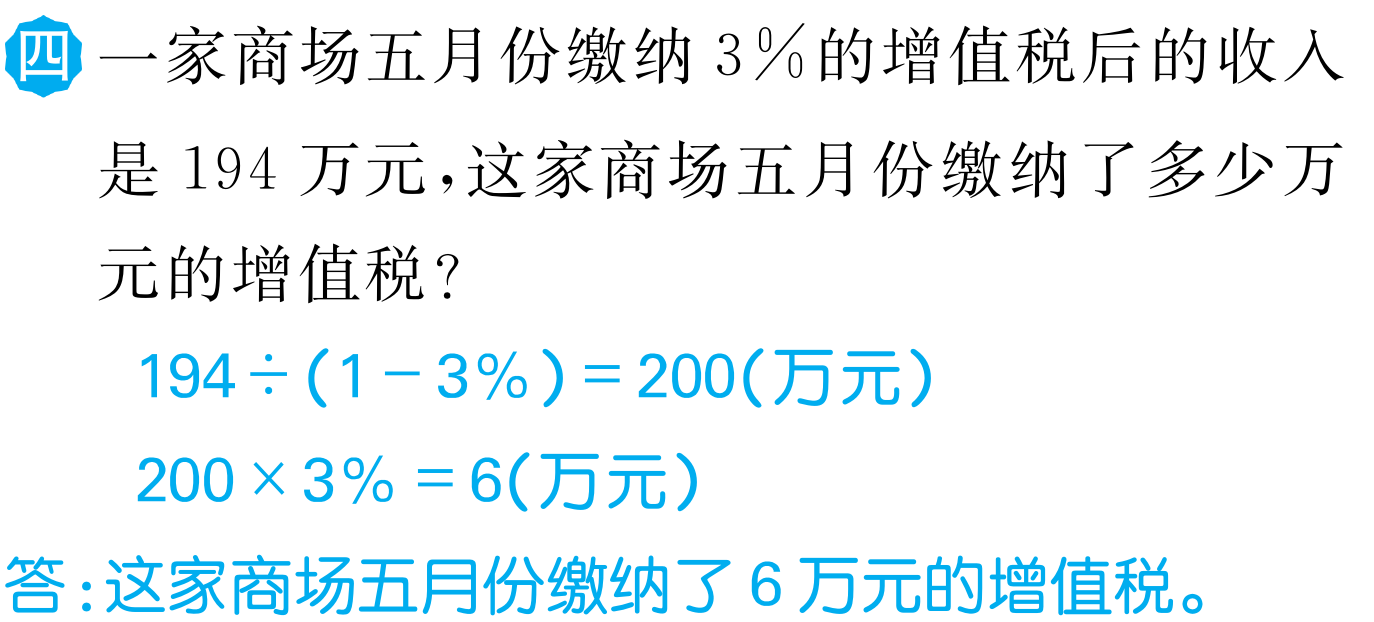 四 一家商场五月份缴纳 3%的增值税后的收入
是 194 万元,这家商场五月份缴纳了多少万
元的增值税?
194÷(1-3%)=200(万元)
200×3%=6(万元)
答:这家商场五月份缴纳了 6 万元的增值税。